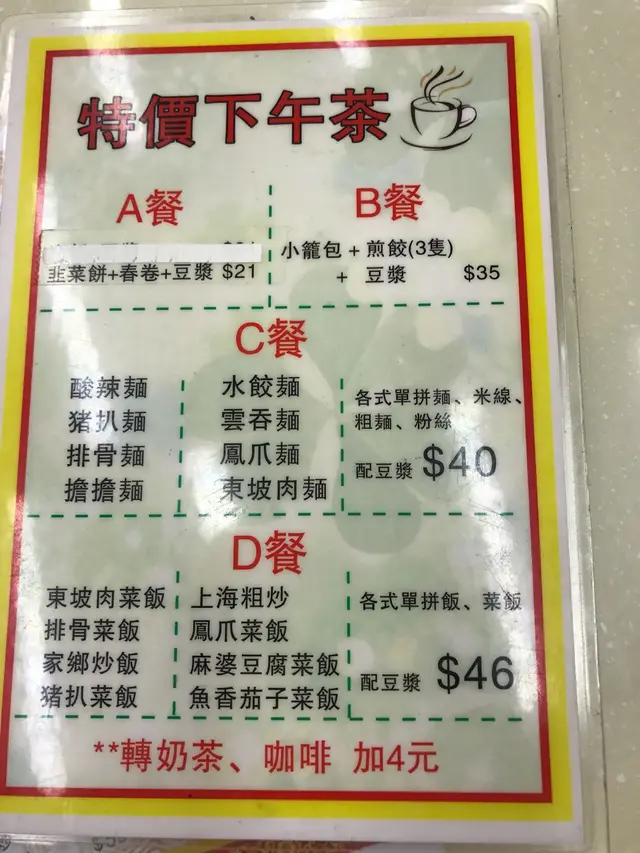 特價下午茶
A餐
韭菜餅+春卷+豆漿 $21
B餐
小籠包 + 煎餃(3隻)
+ 豆漿 $35
C餐
酸辣麵
猪扒麵
排骨麵
擔擔麵
水餃麵
雲吞麵
鳳爪麵
東坡肉麵
各式單拼麵、米線、
粗麵、粉絲
配豆漿 $40
D餐
東坡肉菜飯
排骨菜飯
家鄉炒飯
猪扒菜飯
上海粗炒
鳳爪菜飯
麻婆豆腐菜飯
魚香茄子菜飯
各式單拼飯、菜飯
配豆漿 $46
**轉奶茶、咖啡 加4元